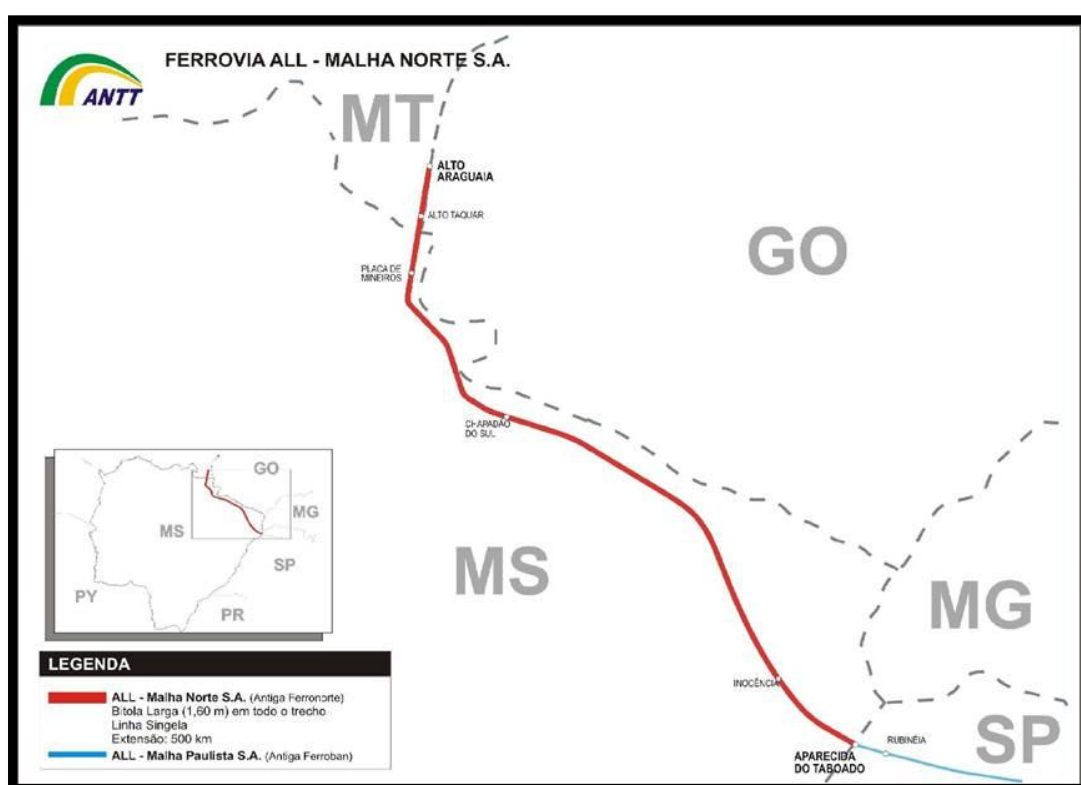 FERROVIA ALL - MALHA NORTE S.A.
ANTT
MT
ALTO
ARAGUAIA
ALTO TAQUAR
GO
PLACA DE
MINEIROS
CHAPADÃO
DO SUL
MS
MG
INOCÊNCIA
SP
RUBINÉIA
APARECIDA
DO TABOADO
GO
MG
MS
SP
PY
PR
LEGENDA
ALL - Malha Norte S.A. (Antiga Ferronorte)
Bitola Larga (1,60 m) em todo o trecho
Linha Singela
Extensão: 500 km
ALL - Malha Paulista S.A. (Antiga Ferroban)